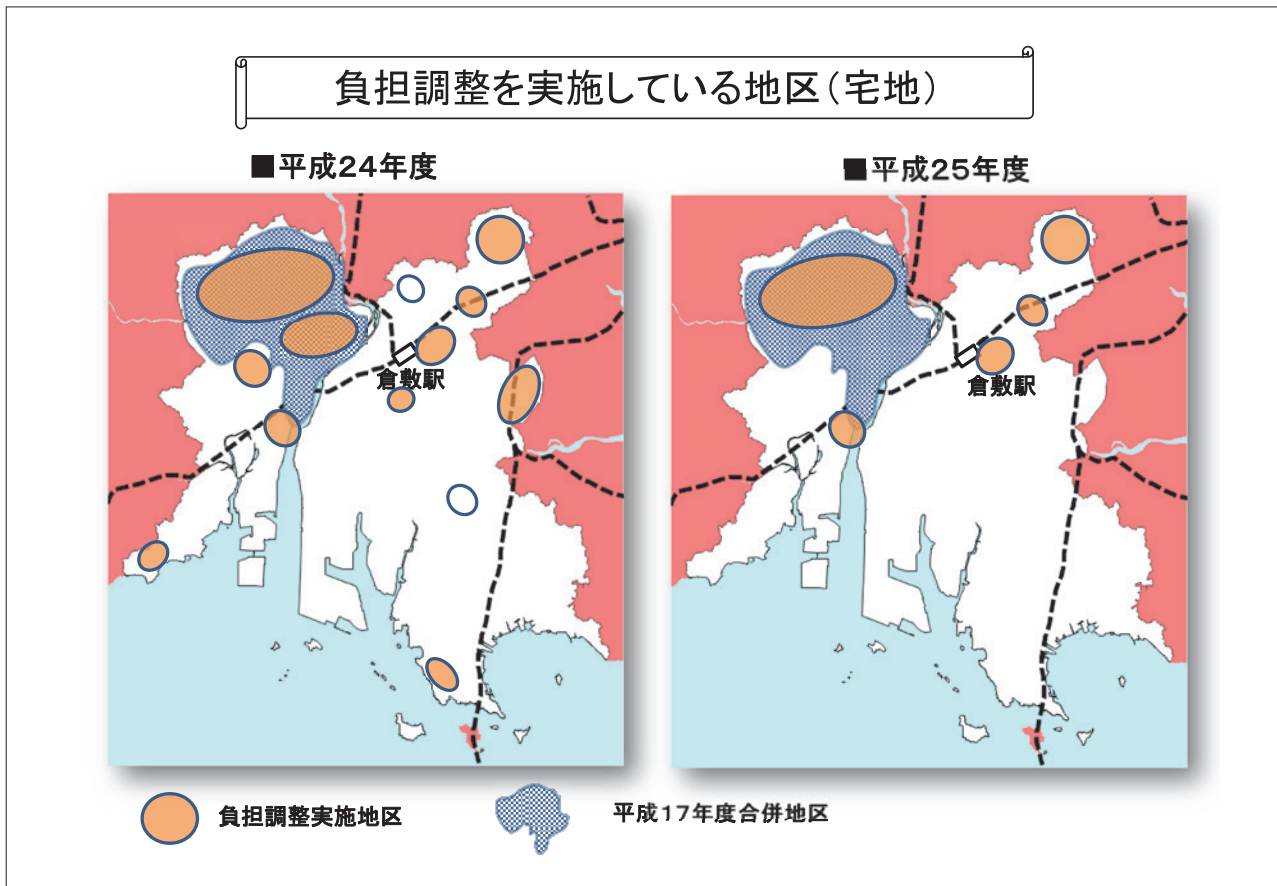 負担調整を実施している地区（宅地）
■平成24年度
■平成25年度
倉敷駅
倉敷駅
負担調整実施地区
平成17年度合併地区